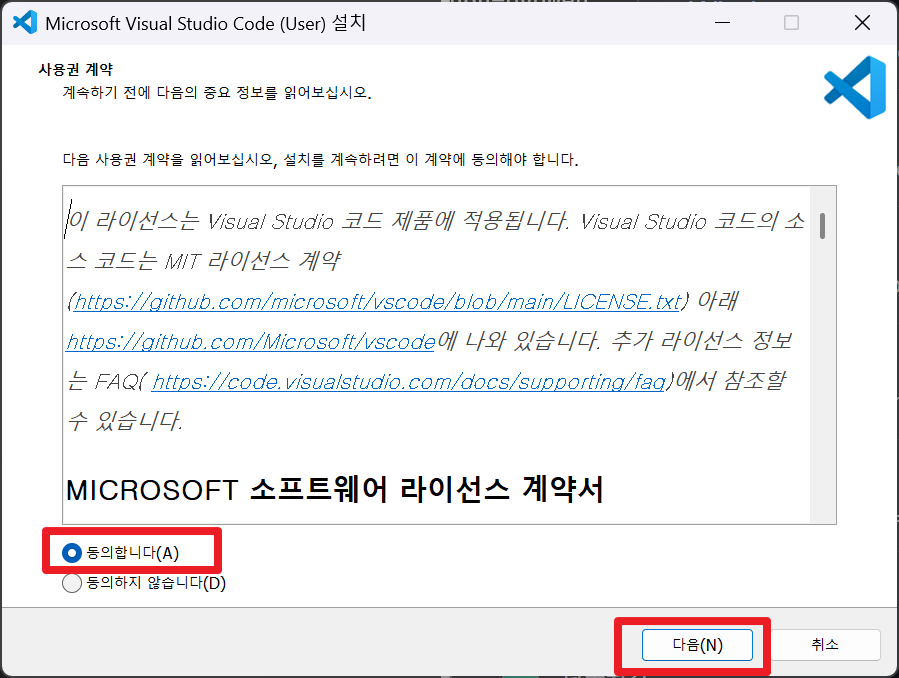 Microsoft Visual Studio Code (User) 설치
사용권 계약
계속하기 전에 다음의 중요 정보를 읽어보십시오.
다음 사용권 계약을 읽어보십시오, 설치를 계속하려면 이 계약에 동의해야 합니다.
이 라이선스는 Visual Studio 코드 제품에 적용됩니다. Visual Studio 코드의 소
스 코드는 MIT 라이선스 계약
(https://github.com/microsoft/vscode/blob/main/LICENSE.txt) 아래
https://github.com/Microsoft/vscode에 나와 있습니다. 추가 라이선스 정보
는 FAQ( https://code.visualstudio.com/docs/supporting/faq)에서 참조할
수 있습니다.
MICROSOFT 소프트웨어 라이선스 계약서
동의합니다(A)
동의하지 않습니다(D)
다음(N)
취소